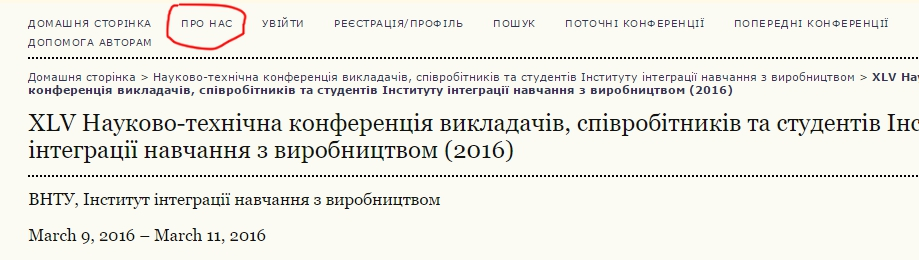 ДОМАШНЯ СТОРІНКА ПРО НАС УВІЙТИ РЕЄСТРАЦІЯ/ПРОФІЛЬ ПОШУК ПОТОЧНІ КОНФЕРЕНЦІЇ ПОПЕРЕДНІ КОНФЕРЕНЦІЇ
ДОПОМОГА АВТОРАМ
Домашня сторінка > Науково-технічна конференція викладачів, співробітників та студентів Інституту інтеграції навчання з виробництвом > XLV Нау
конференція викладачів, співробітників та студентів Інституту інтеграції навчання з виробництвом (2016)
XLV Науково-технічна конференція викладачів, співробітників та студентів Інс
інтеграції навчання з виробництвом (2016)
ВНТУ, Інститут інтеграції навчання з виробництвом
March 9, 2016 – March 11, 2016